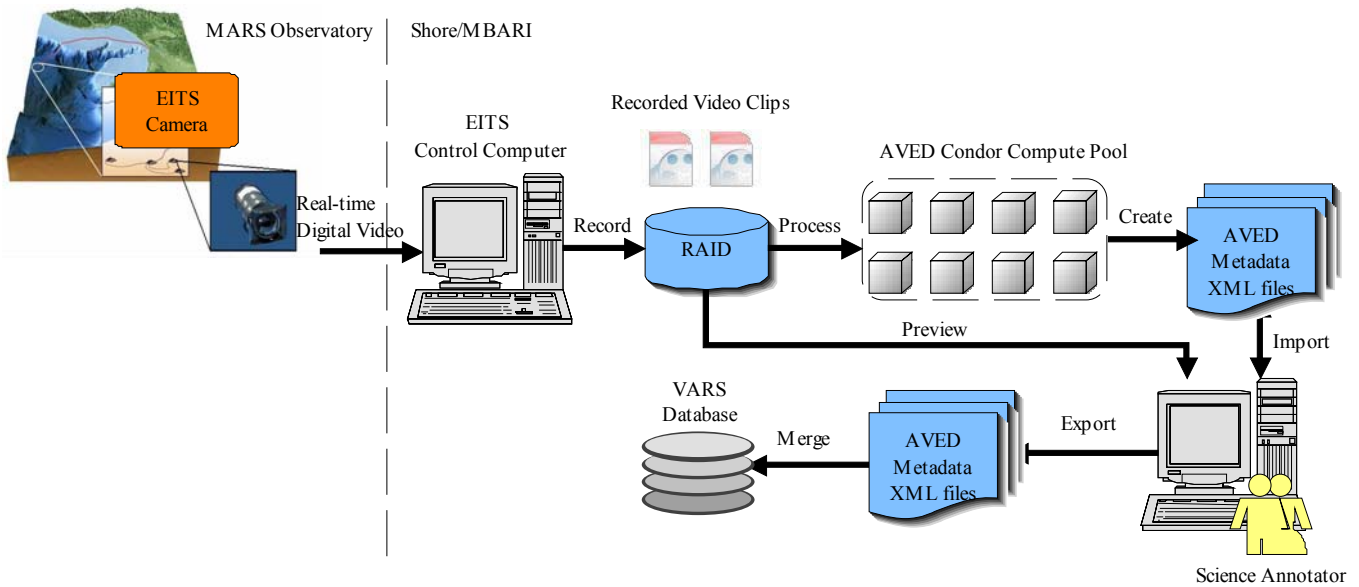 MARS Observatory
Shore/MBARI
EITS
Camera
Real-time
Digital Video
EITS
Control Computer
Record
Recorded Video Clips
RAID
Process
AVED Condor Compute Pool
Create
AVED
Metadata
XML files
Preview
Import
VARS
Database
Merge
AVED
Metadata
XML files
Export
Science Annotator